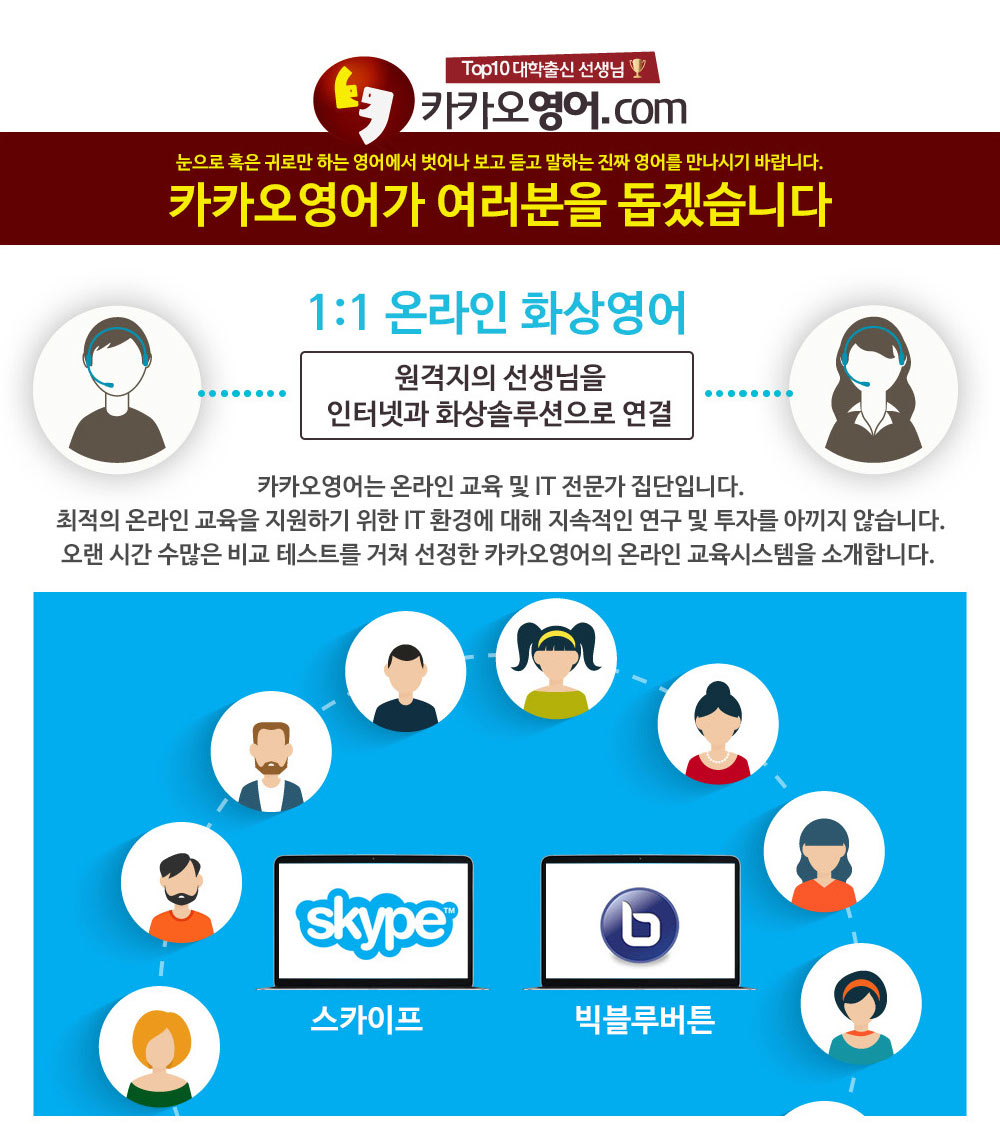 Top10 대학출신 선생님
카카오영어.com
눈으로 혹은 귀로만 하는 영어에서 벗어나 보고 듣고 말하는 진짜 영어를 만나시기 바랍니다.
카카오영어가 여러분을 돕겠습니다
1:1 온라인 화상영어
원격지의 선생님을
인터넷과 화상솔루션으로 연결
카카오영어는 온라인 교육 및 IT 전문가 집단입니다.
최적의 온라인 교육을 지원하기 위한 IT 환경에 대해 지속적인 연구 및 투자를 아끼지 않습니다.
오랜 시간 수많은 비교 테스트를 거쳐 선정한 카카오영어의 온라인 교육시스템을 소개합니다.
skype™
b
스카이프
빅블루버튼